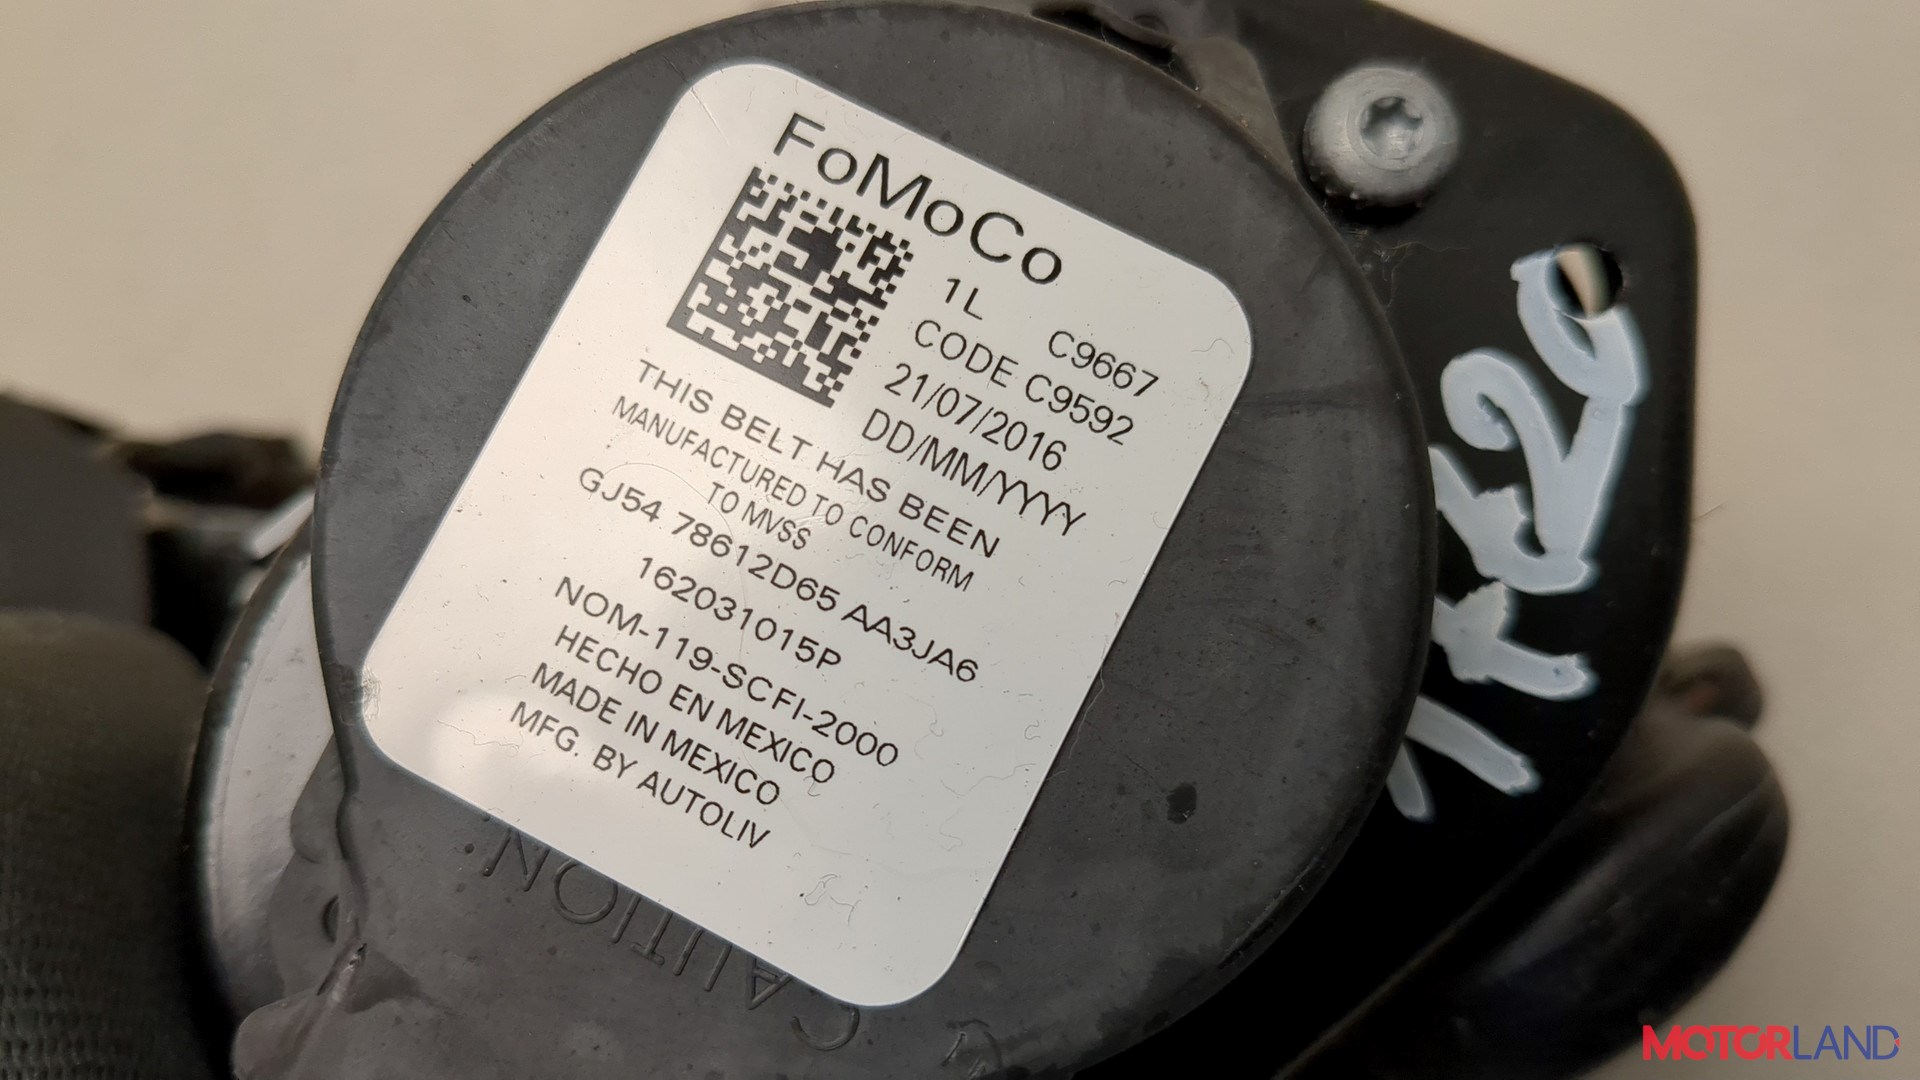 FoMoCo
1L C9667
CODE C9592
21/07/2016
DD/MM/YYYY
THIS BELT HAS BEEN
MANUFACTURED TO CONFORM
TO MVSS
GJ54 78612D65 AA3JA6
162031015P
NOM-119-SCFI-2000
HECHO EN MEXICO
MADE IN MEXICO
MFG. BY AUTOLIV
CAUTION
MOTORLAND